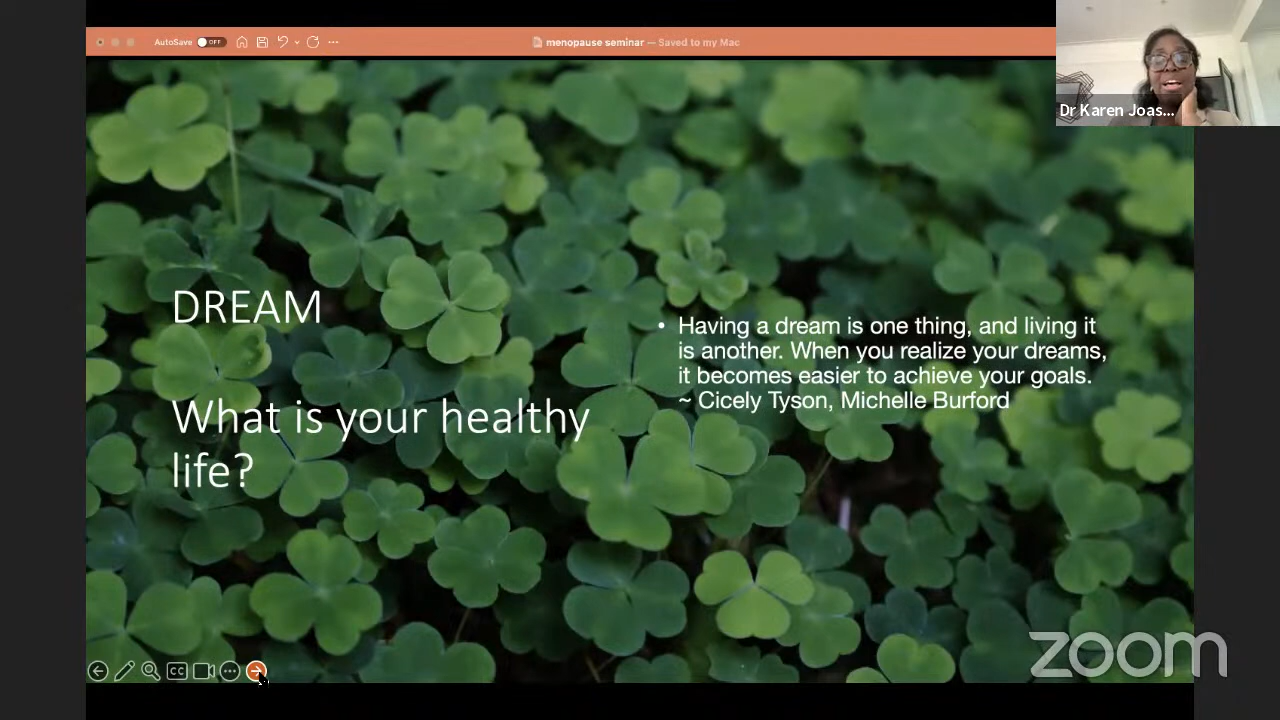 AutoSave OFF
menopause seminar — Saved to my Mac
Dr Karen Joas...
DREAM
What is your healthy
life?
• Having a dream is one thing, and living it
is another. When you realize your dreams,
it becomes easier to achieve your goals.
~ Cicely Tyson, Michelle Burford
CC
zoom